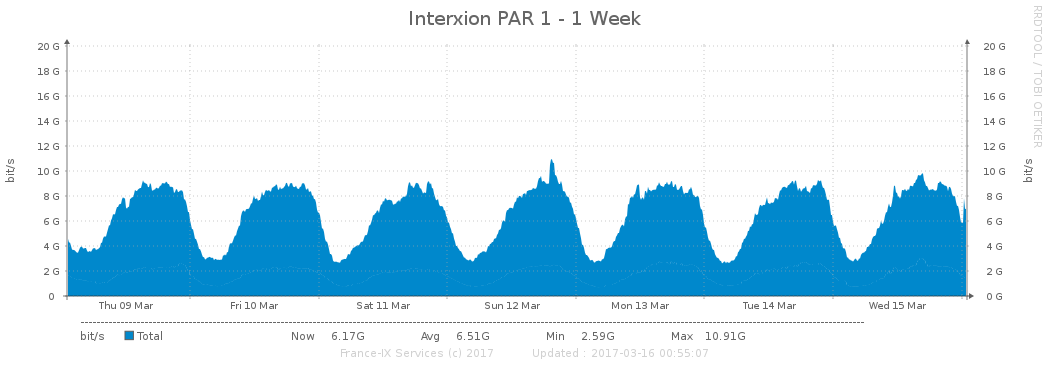 Interxion PAR 1 - 1 Week
RRDTOOL / TOBI OETIKER
bit/s
20 G
18 G
16 G
14 G
12 G
10 G
8 G
6 G
4 G
2 G
0
20 G
18 G
16 G
14 G
12 G
10 G
8 G
6 G
4 G
2 G
0 G
bit/s
Thu 09 Mar Fri 10 Mar Sat 11 Mar Sun 12 Mar Mon 13 Mar Tue 14 Mar Wed 15 Mar
bit/s Total Now 6.17G Avg 6.51G Min 2.59G Max 10.91G
France-IX Services (c) 2017 Updated : 2017-03-16 00:55:07